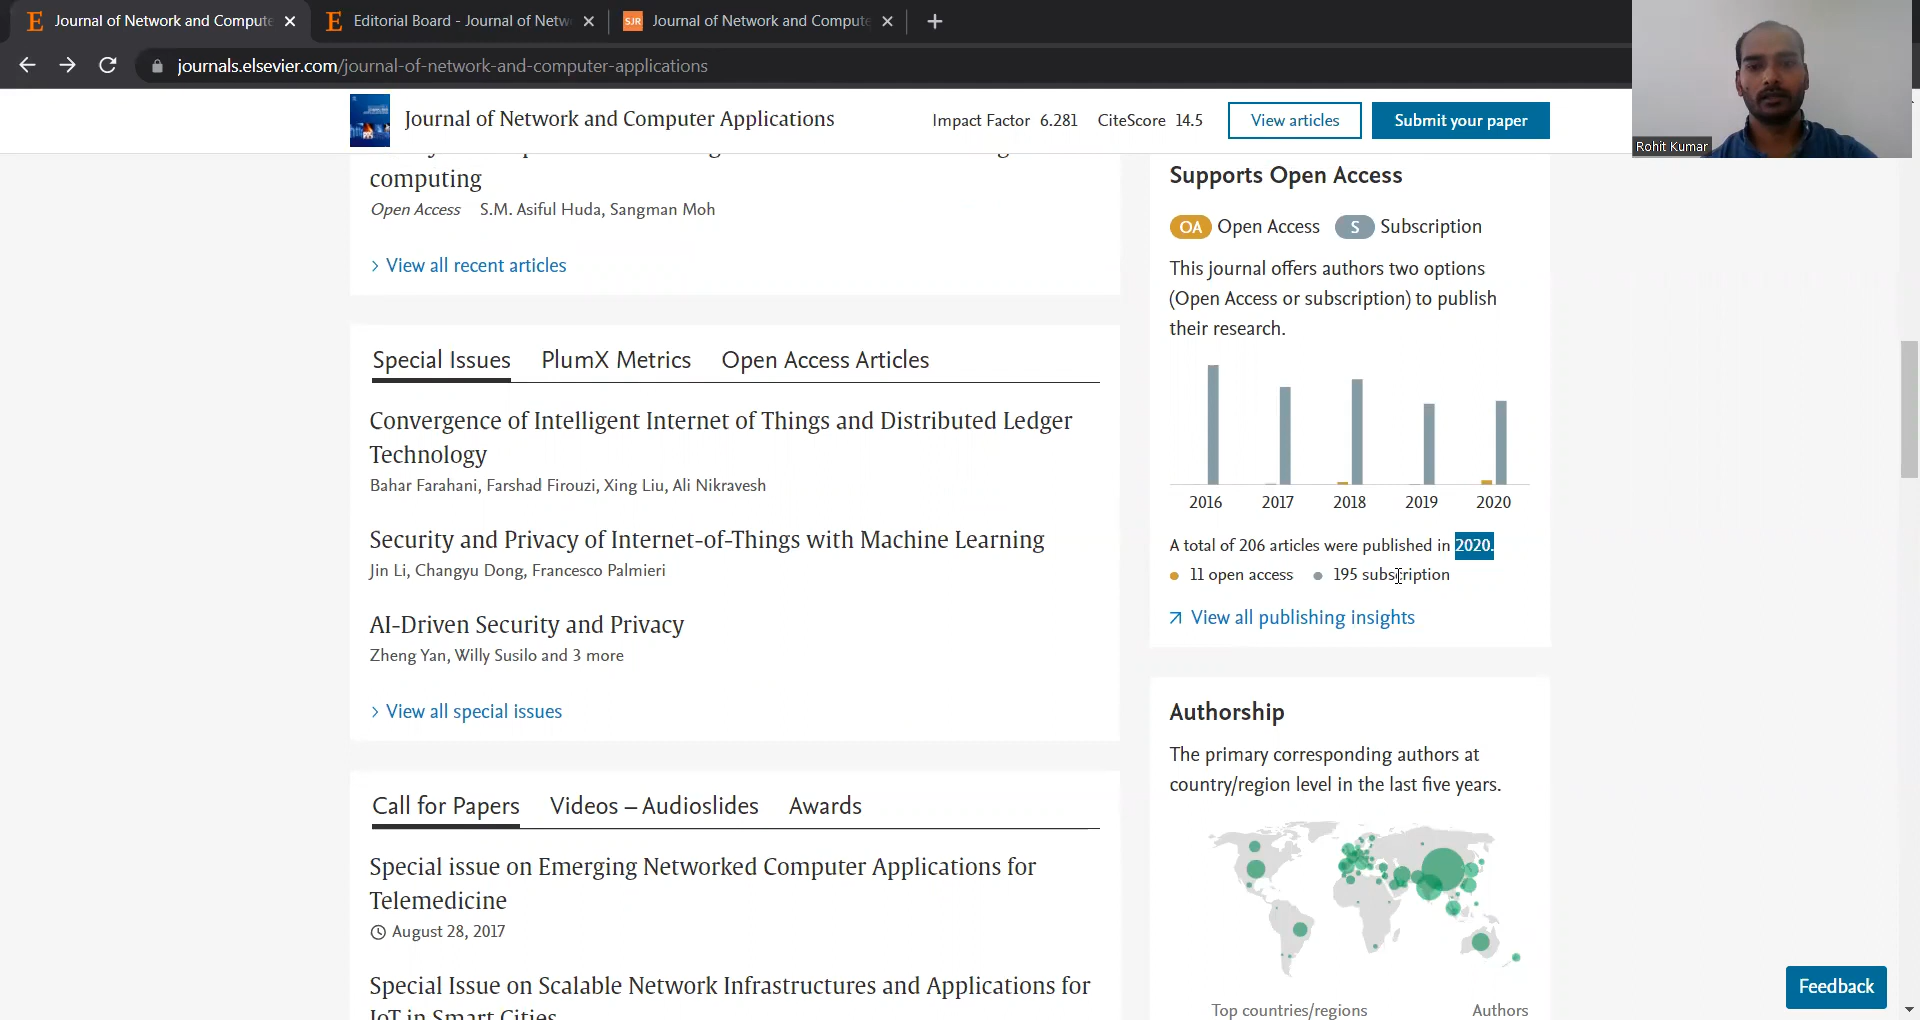 Journal of Network and Compute
Editorial Board - Journal of Netw
SJR Journal of Network and Compute
journals.elsevier.com/journal-of-network-and-computer-applications
Journal of Network and Computer Applications
Impact Factor 6.281 CiteScore 14.5
View articles
Submit your paper
Rohit Kumar
computing
Open Access S.M. Asiful Huda, Sangman Moh
> View all recent articles
Special Issues PlumX Metrics Open Access Articles
Convergence of Intelligent Internet of Things and Distributed Ledger
Technology
Bahar Farahani, Farshad Firouzi, Xing Liu, Ali Nikravesh
Security and Privacy of Internet-of-Things with Machine Learning
Jin Li, Changyu Dong, Francesco Palmieri
AI-Driven Security and Privacy
Zheng Yan, Willy Susilo and 3 more
> View all special issues
Call for Papers Videos – Audioslides Awards
Special issue on Emerging Networked Computer Applications for
Telemedicine
August 28, 2017
Special Issue on Scalable Network Infrastructures and Applications for
IoT in Smart Cities
Supports Open Access
OA Open Access S Subscription
This journal offers authors two options
(Open Access or subscription) to publish
their research.
2016 2017 2018 2019 2020
A total of 206 articles were published in 2020.
11 open access 195 subscription
View all publishing insights
Authorship
The primary corresponding authors at
country/region level in the last five years.
Top countries/regions Authors
Feedback